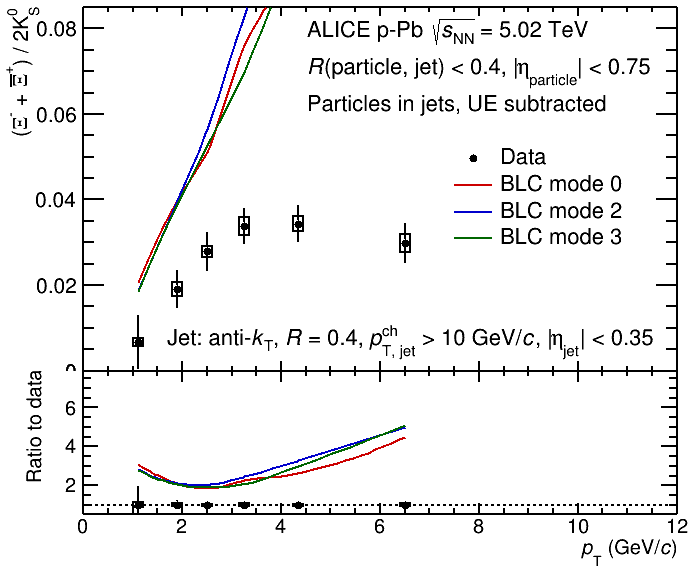 ALICE p-Pb √sNN = 5.02 TeV
R(particle, jet) < 0.4, |ηparticle| < 0.75
Particles in jets, UE subtracted
Data
BLC mode 0
BLC mode 2
BLC mode 3
Jet: anti-kT, R = 0.4, pchT, jet > 10 GeV/c, |ηjet| < 0.35
(Ξ- + Ξ̅+) / 2K0S
0.08
0.06
0.04
0.02
0
Ratio to data
6
4
2
0 2 4 6 8 10 12
pT (GeV/c)